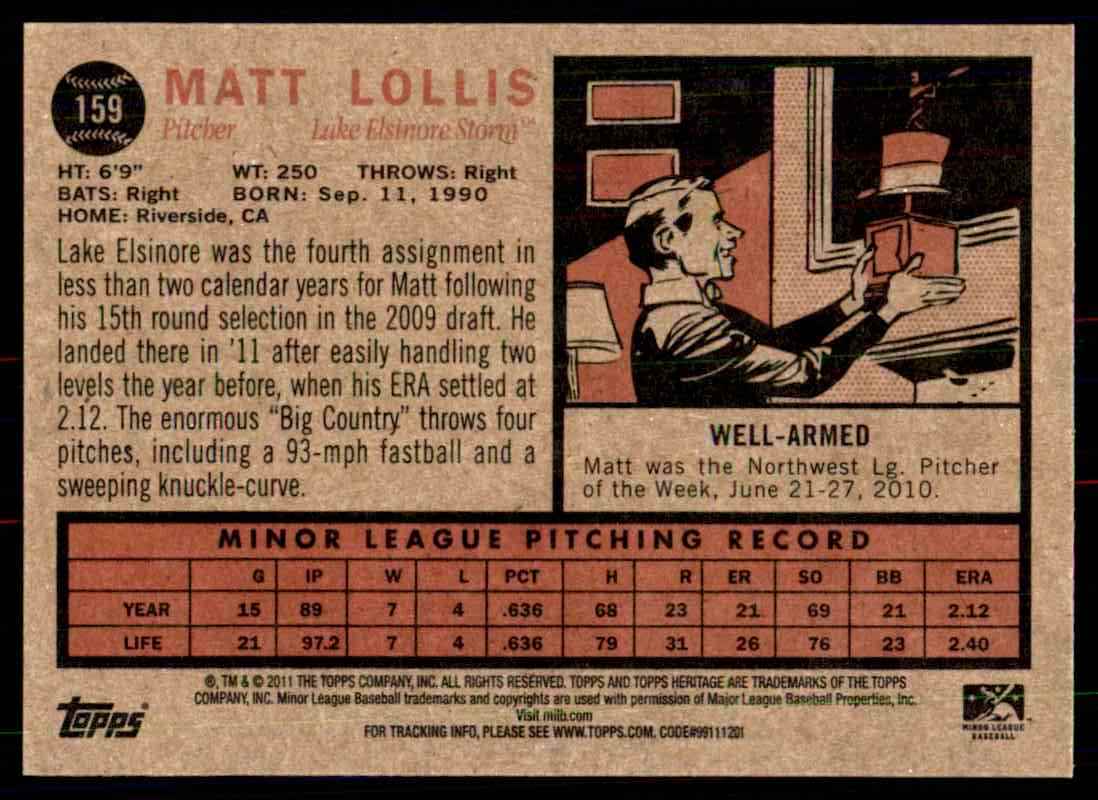 159
MATT LOLLIS
Pitcher Lake Elsinore Storm™
HT: 6'9" WT: 250 THROWS: Right
BATS: Right BORN: Sep. 11, 1990
HOME: Riverside, CA
Lake Elsinore was the fourth assignment in
less than two calendar years for Matt following
his 15th round selection in the 2009 draft. He
landed there in '11 after easily handling two
levels the year before, when his ERA settled at
2.12. The enormous "Big Country" throws four
pitches, including a 93-mph fastball and a
sweeping knuckle-curve.
WELL-ARMED
Matt was the Northwest Lg. Pitcher
of the Week, June 21-27, 2010.
MINOR LEAGUE PITCHING RECORD
G IP W L PCT H R ER SO BB ERA
YEAR 15 89 7 4 .636 68 23 21 69 21 2.12
LIFE 21 97.2 7 4 .636 79 31 26 76 23 2.40
®, TM & © 2011 THE TOPPS COMPANY, INC. ALL RIGHTS RESERVED. TOPPS AND TOPPS HERITAGE ARE TRADEMARKS OF THE TOPPS
COMPANY, INC. Minor League Baseball trademarks and copyrights are used with permission of Major League Baseball Properties, Inc.
Visit milb.com
FOR TRACKING INFO, PLEASE SEE WWW.TOPPS.COM. CODE#99111201
topps
MINOR LEAGUE
BASEBALL